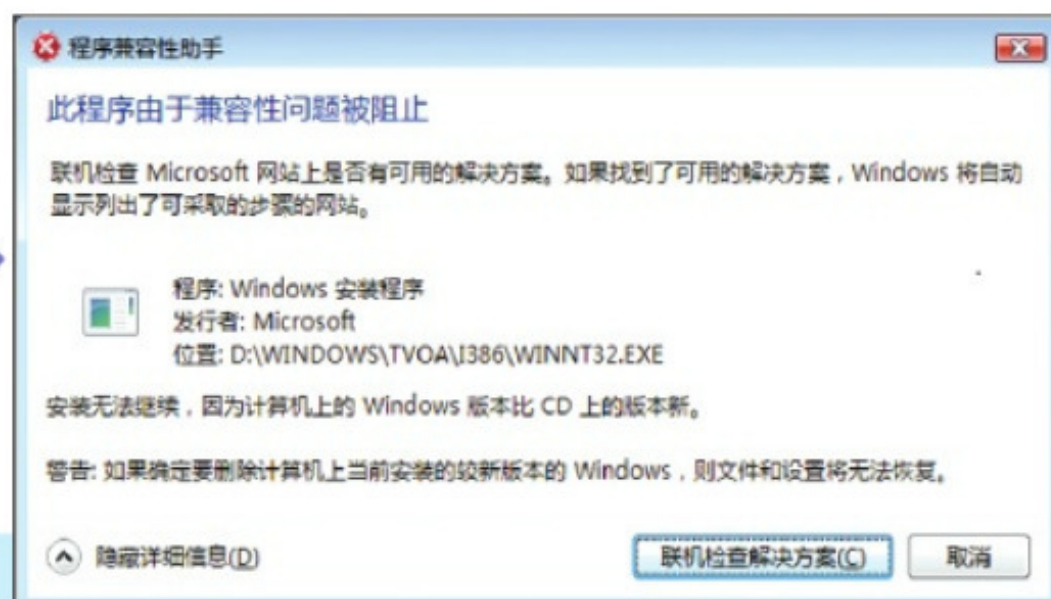 程序兼容性助手
此程序由于兼容性问题被阻止
联机检查 Microsoft 网站上是否有可用的解决方案。如果找到了可用的解决方案，Windows 将自动
显示列出了可采取的步骤的网站。
程序: Windows 安装程序
发行者: Microsoft
位置: D:\WINDOWS\TVOA\I386\WINNT32.EXE
安装无法继续，因为计算机上的 Windows 版本比 CD 上的版本新。
警告: 如果确定要删除计算机上当前安装的较新版本的 Windows，则文件和设置将无法恢复。
隐藏详细信息(D)
联机检查解决方案(C)
取消